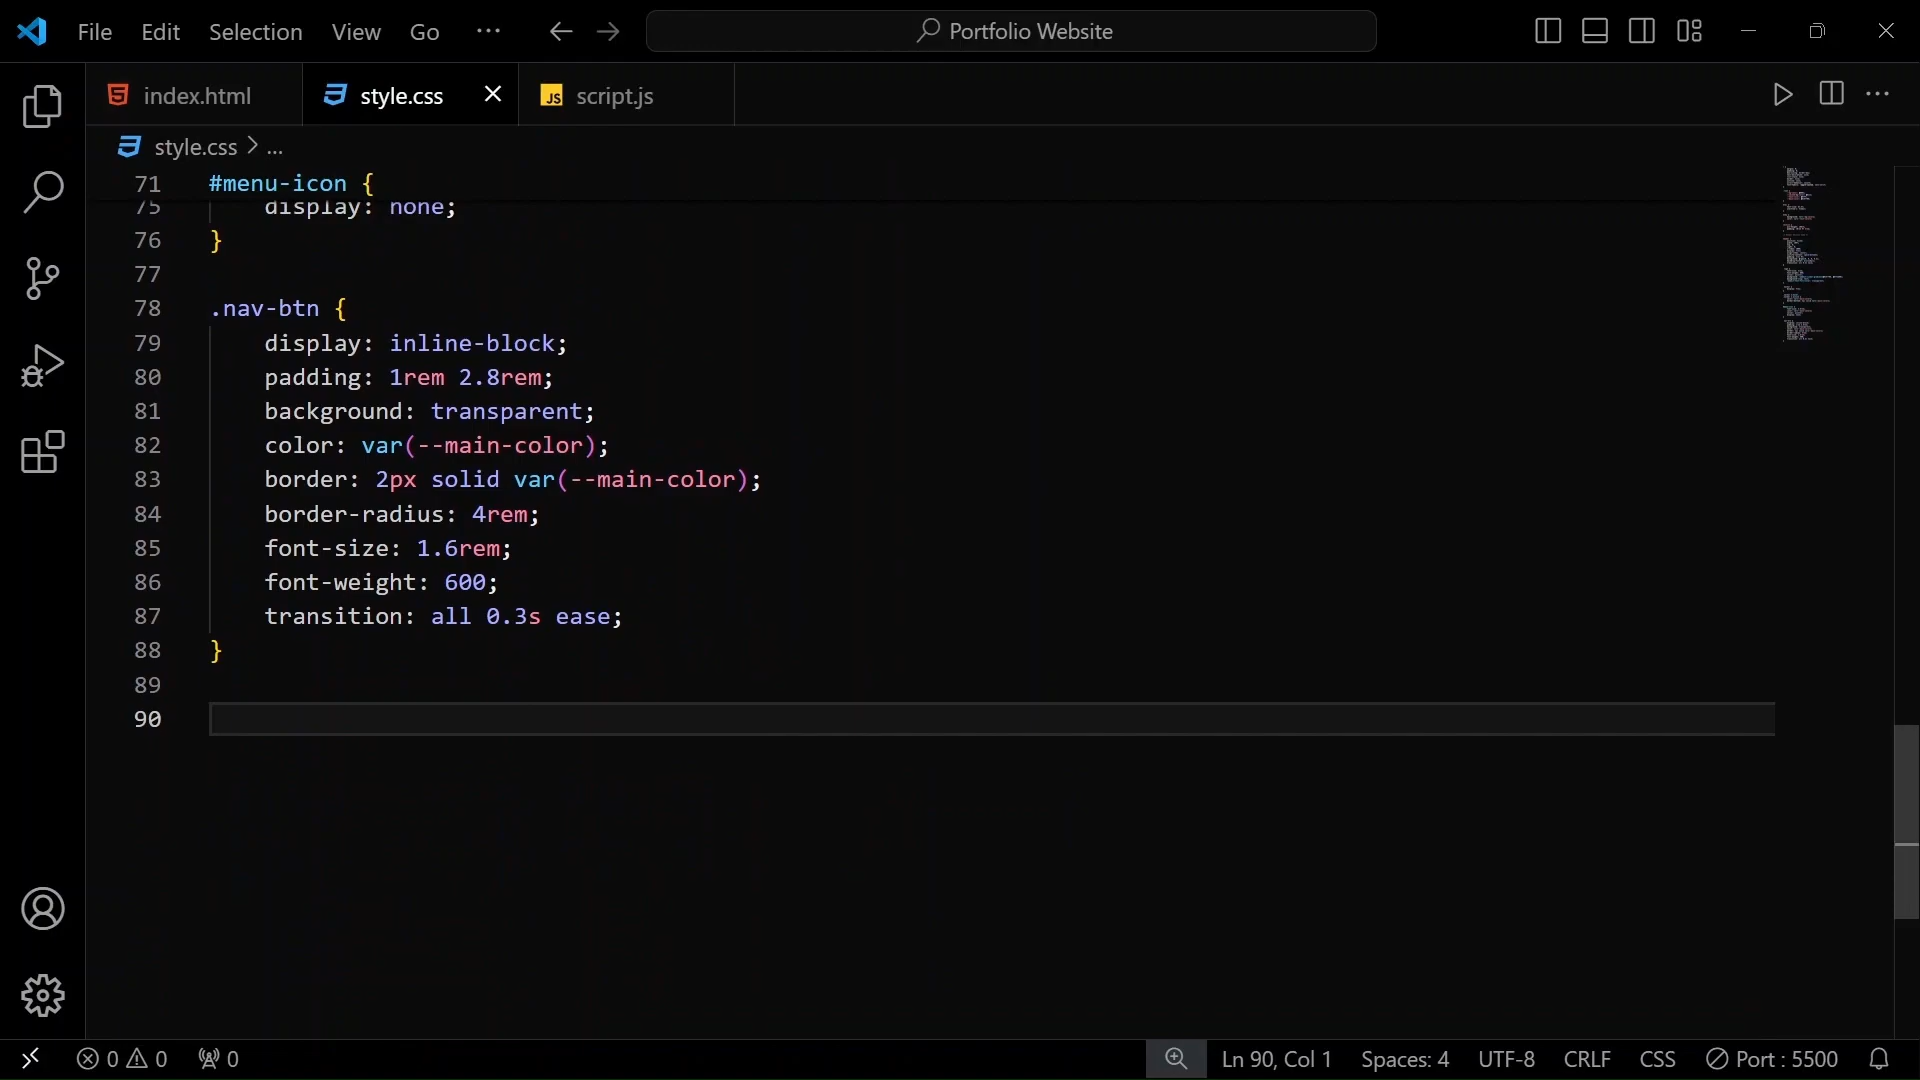 File Edit Selection View Go ··· Portfolio Website
index.html style.css JS script.js
style.css > ...
71 #menu-icon {
75 display: none;
76 }
77
78 .nav-btn {
79 display: inline-block;
80 padding: 1rem 2.8rem;
81 background: transparent;
82 color: var(--main-color);
83 border: 2px solid var(--main-color);
84 border-radius: 4rem;
85 font-size: 1.6rem;
86 font-weight: 600;
87 transition: all 0.3s ease;
88 }
89
90
0 0 0 Ln 90, Col 1 Spaces: 4 UTF-8 CRLF CSS Port : 5500